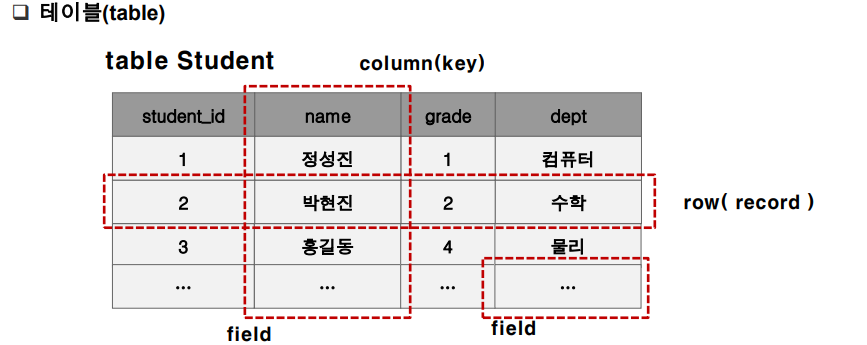 ❑ 테이블(table)
table Student
column(key)
student_id name grade dept
1 정성진 1 컴퓨터
2 박현진 2 수학
row( record )
3 홍길동 4 물리
... ... ... ...
field
field